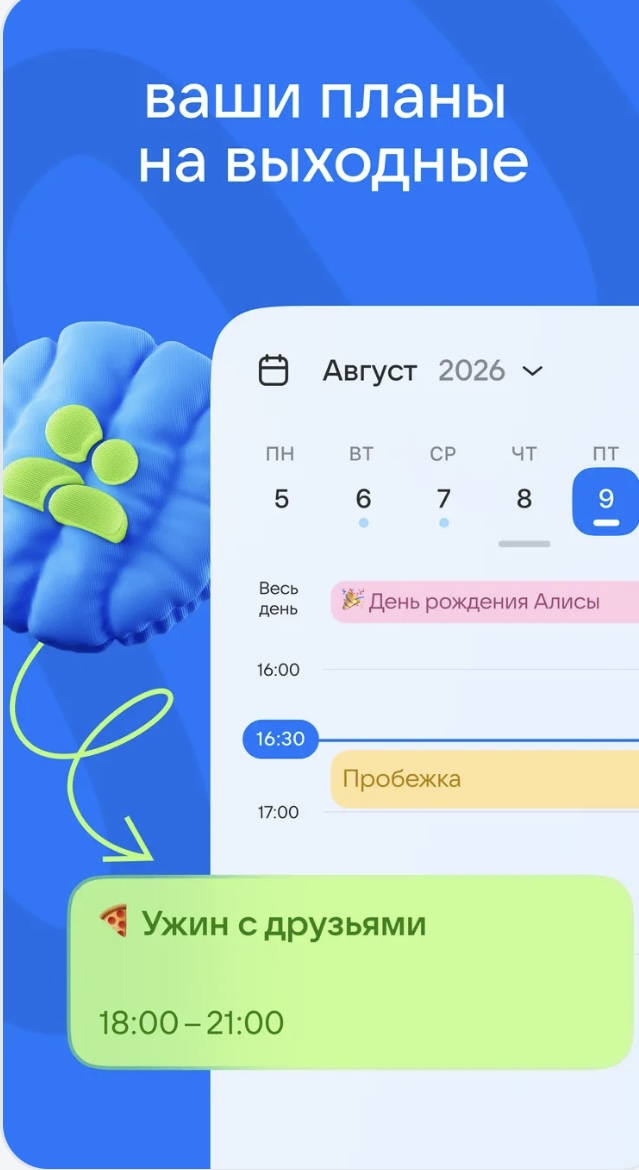 ваши планы
на выходные
Август 2026
ПН ВТ СР ЧТ ПТ
5 6 7 8 9
Весь
день
🎉 День рождения Алисы
16:00
16:30
Пробежка
17:00
🍕 Ужин с друзьями
18:00 – 21:00